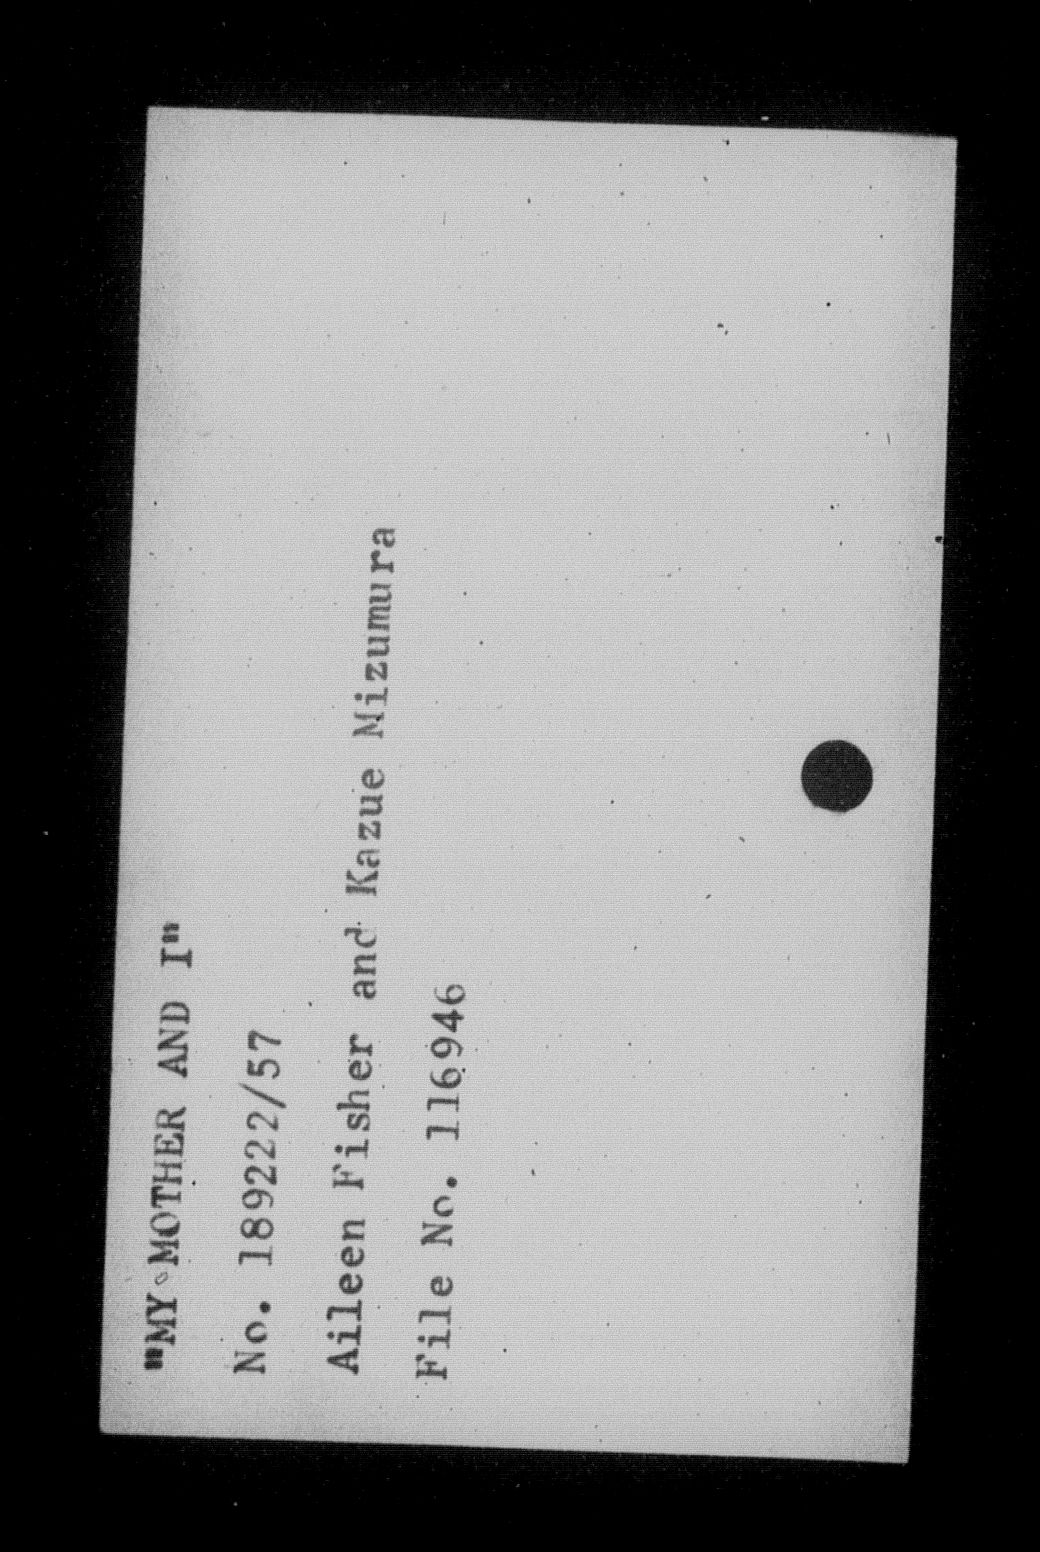 "MY MOTHER AND I"
No. 189222/57
Aileen Fisher and Kazue Mizumura
File No. 116946